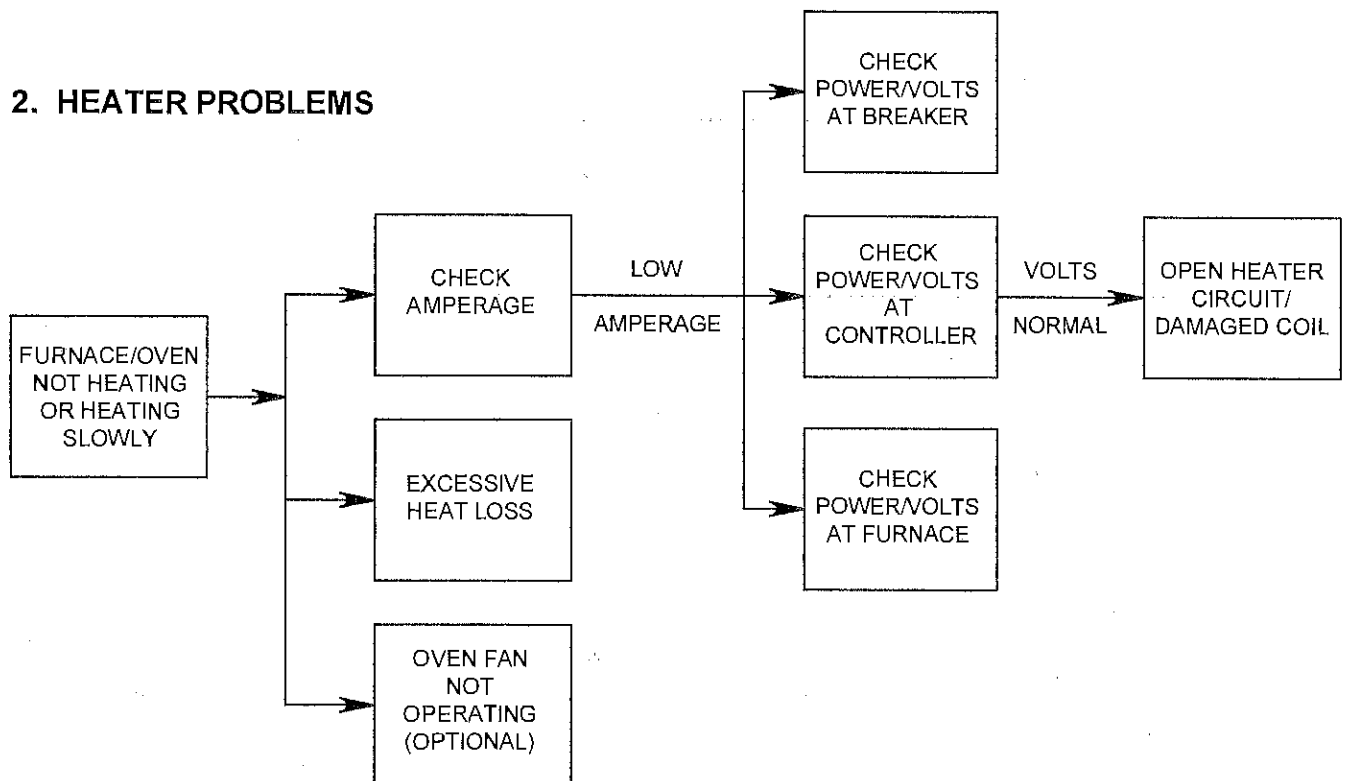 2. HEATER PROBLEMS
FURNACE/OVEN
NOT HEATING
OR HEATING
SLOWLY
CHECK
AMPERAGE
EXCESSIVE
HEAT LOSS
OVEN FAN
NOT
OPERATING
(OPTIONAL)
LOW
AMPERAGE
CHECK
POWER/VOLTS
AT BREAKER
CHECK
POWER/VOLTS
AT
CONTROLLER
CHECK
POWER/VOLTS
AT FURNACE
VOLTS
NORMAL
OPEN HEATER
CIRCUIT/
DAMAGED COIL